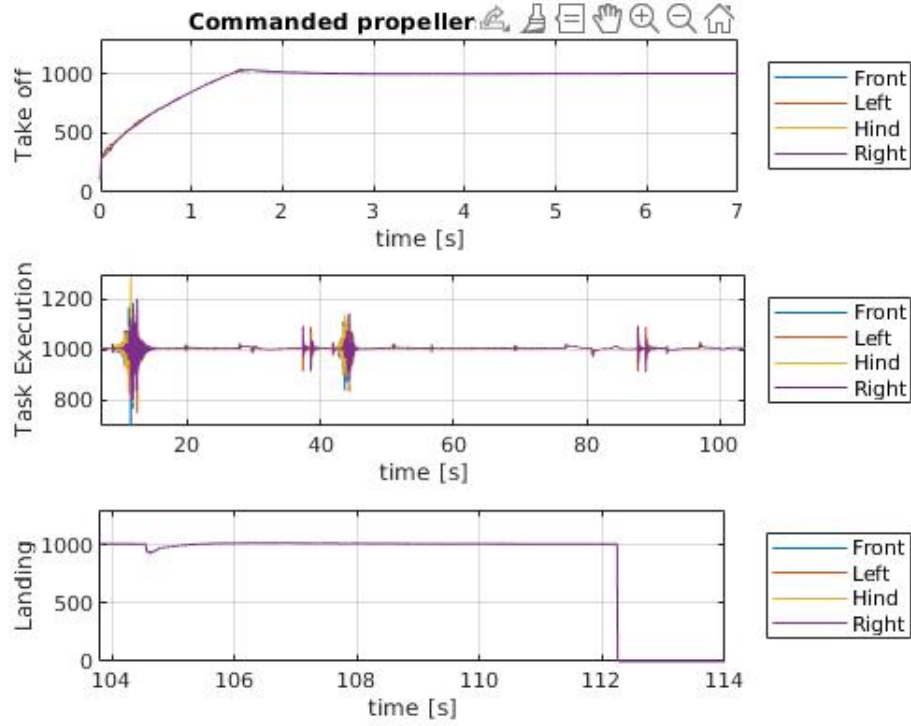 Commanded propeller
Take off
1000
500
0
0 1 2 3 4 5 6 7
time [s]
Front
Left
Hind
Right
Task Execution
1200
1000
800
20 40 60 80 100
time [s]
Front
Left
Hind
Right
Landing
1000
500
0
104 106 108 110 112 114
time [s]
Front
Left
Hind
Right